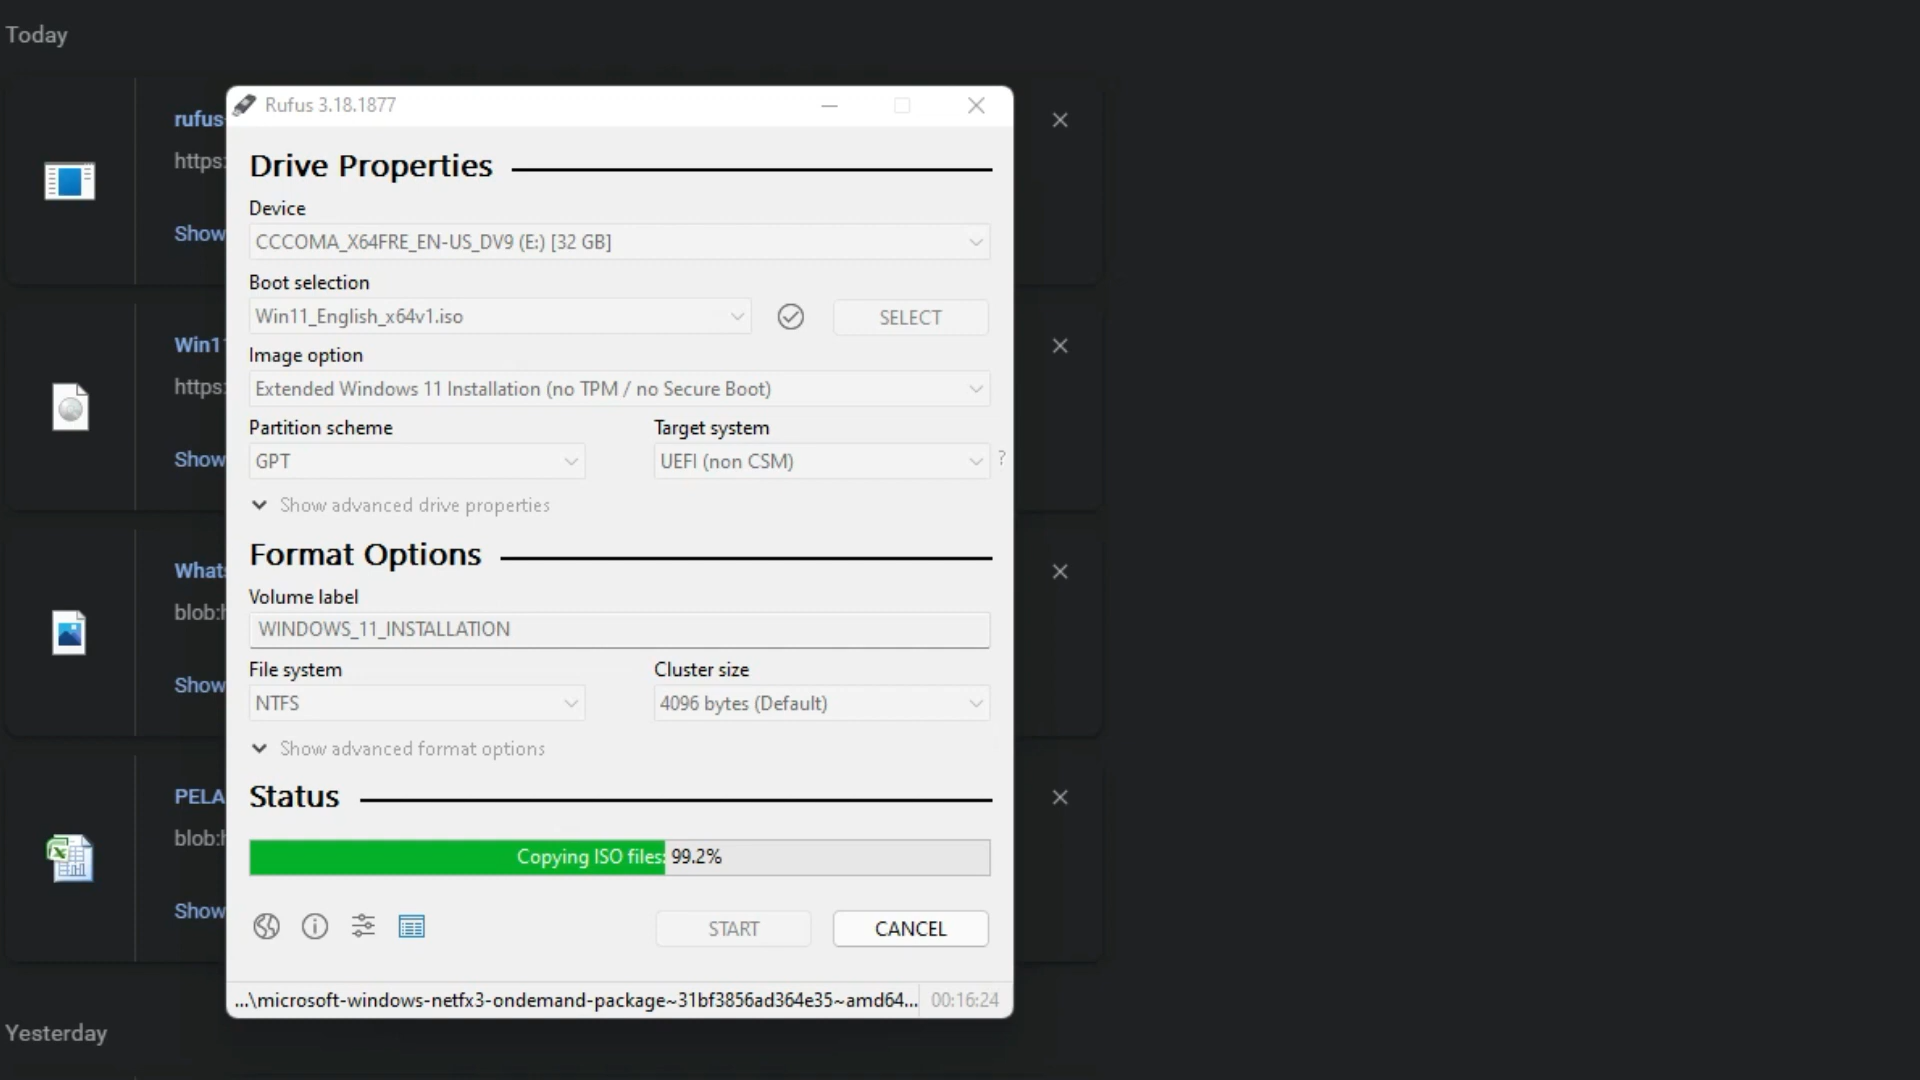 Today
rufus-
https:
Show
Win11
https:
Show
Whats
blob:h
Show
PELA
blob:h
Show
Yesterday
Rufus 3.18.1877
Drive Properties
Device
CCCOMA_X64FRE_EN-US_DV9 (E:) [32 GB]
Boot selection
Win11_English_x64v1.iso
SELECT
Image option
Extended Windows 11 Installation (no TPM / no Secure Boot)
Partition scheme
Target system
GPT
UEFI (non CSM)
?
Show advanced drive properties
Format Options
Volume label
WINDOWS_11_INSTALLATION
File system
Cluster size
NTFS
4096 bytes (Default)
Show advanced format options
Status
Copying ISO files: 99.2%
START
CANCEL
...\microsoft-windows-netfx3-ondemand-package~31bf3856ad364e35~amd64...
00:16:24